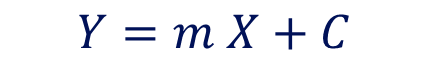 Y = m X + C